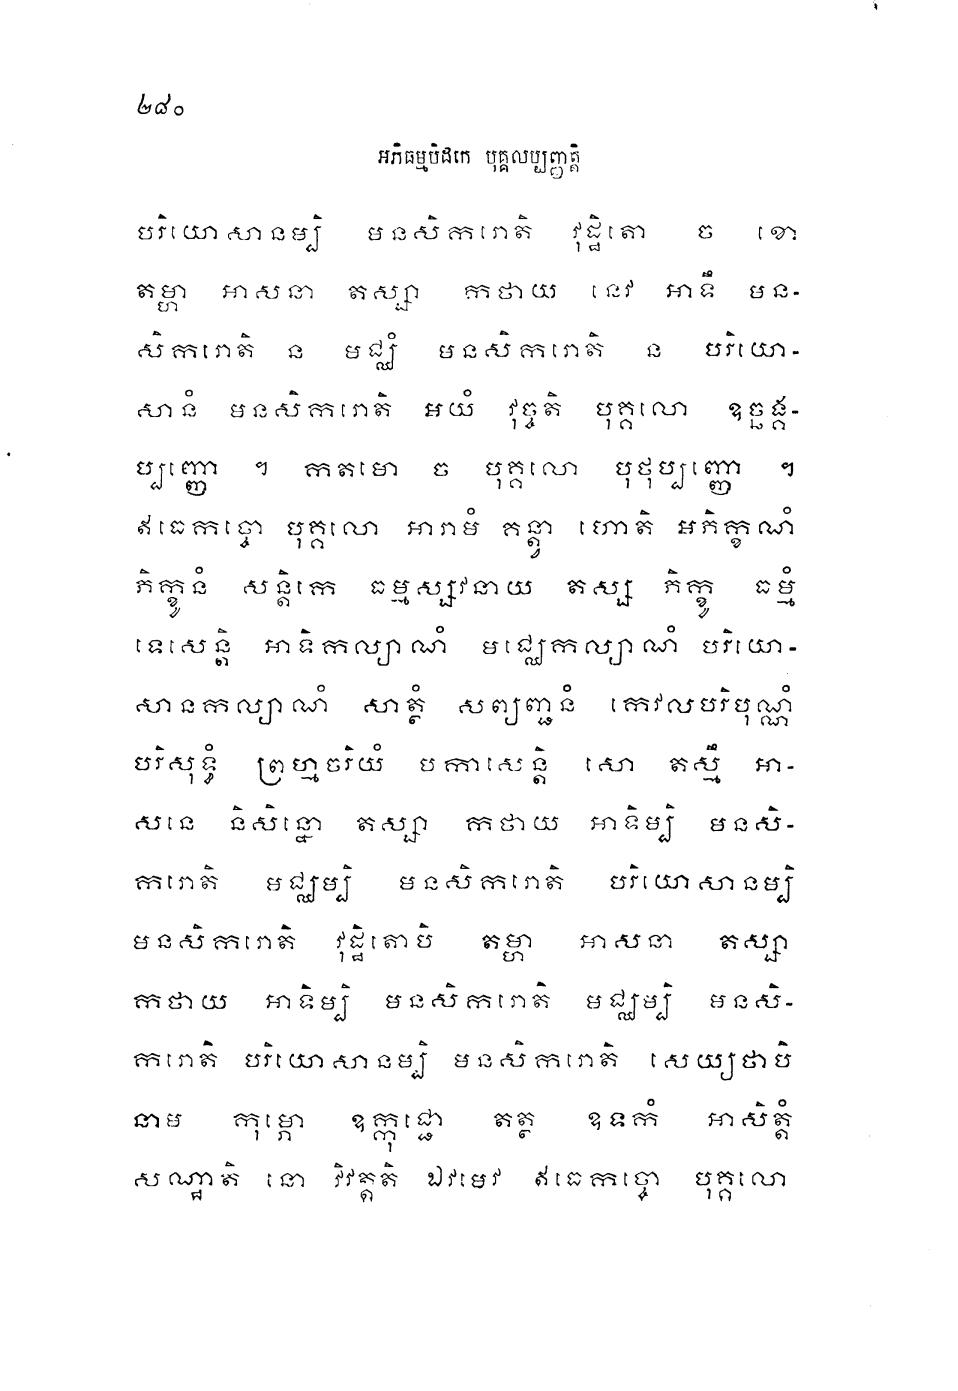 ២៨០
អភិធម្មបិដកេ បុគ្គលប្បញ្ញត្តិ
បរិយោសានម្បិ មនសិករោតិ វុដ្ឋិតោ ច ខោ
តម្ហា អាសនា តស្សា កថាយ នេវ អាទឹ មន-
សិករោតិ ន មជ្ឈំ មនសិករោតិ ន បរិយោ-
សានំ មនសិករោតិ អយំ វុច្ចតិ បុគ្គលោ ឧច្ឆង្គ-
ប្បញ្ញោ ។ កតមោ ច បុគ្គលោ បុថុប្បញ្ញោ ។
ឥធេកច្ចោ បុគ្គលោ អារាមំ គន្ត្វា ហោតិ អភិក្ខណំ
ភិក្ខូនំ សន្តិកេ ធម្មស្សវនាយ តស្ស ភិក្ខូ ធម្មំ
ទេសេន្តិ អាទិកល្យាណំ មជ្ឈេកល្យាណំ បរិយោ-
សានកល្យាណំ សាត្ថំ សព្យញ្ជនំ កេវលបរិបុណ្ណំ
បរិសុទ្ធំ ព្រហ្មចរិយំ បកាសេន្តិ សោ តស្មឹ អា-
សនេ និសិន្នោ តស្សា កថាយ អាទិម្បិ មនសិ-
ករោតិ មជ្ឈម្បិ មនសិករោតិ បរិយោសានម្បិ
មនសិករោតិ វុដ្ឋិតោបិ តម្ហា អាសនា តស្សា
កថាយ អាទិម្បិ មនសិករោតិ មជ្ឈម្បិ មនសិ-
ករោតិ បរិយោសានម្បិ មនសិករោតិ សេយ្យថាបិ
នាម កុម្ភោ ឧក្កុជ្ជោ តត្ថ ឧទកំ អាសិត្តំ
សណ្ឋាតិ នោ វិវត្តតិ ឯវមេវ ឥធេកច្ចោ បុគ្គលោ